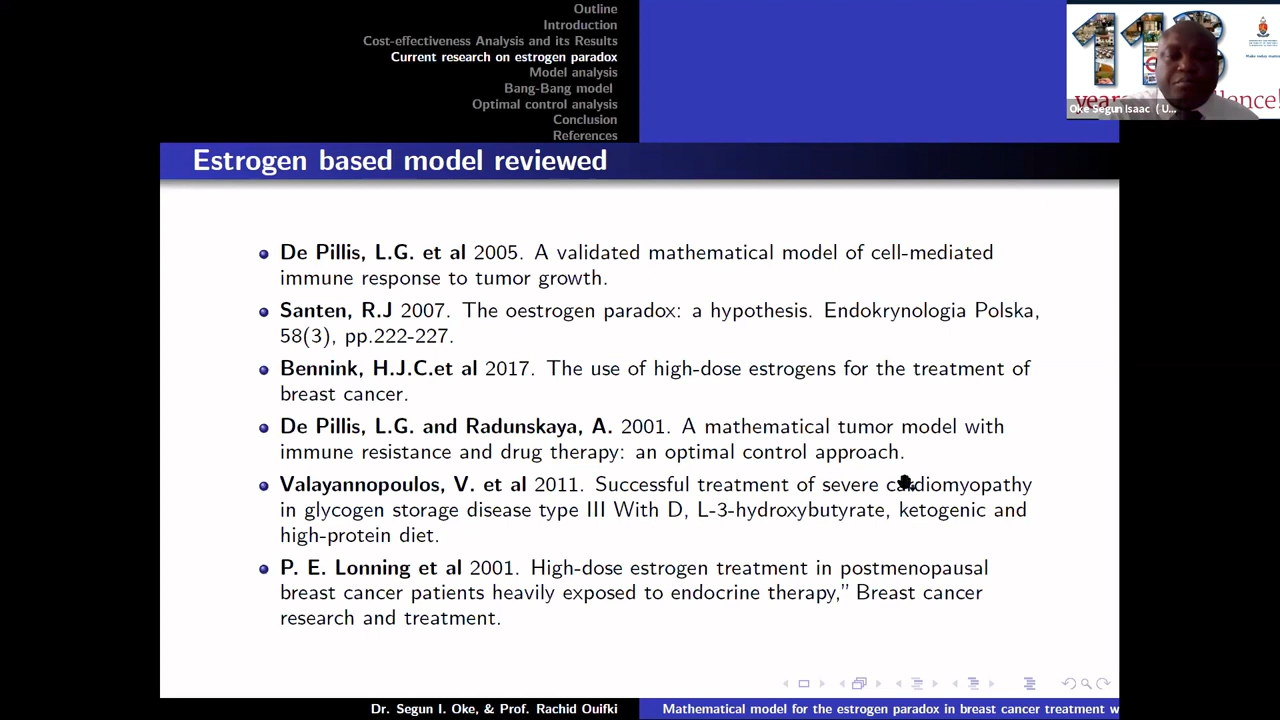 Outline
Introduction
Cost-effectiveness Analysis and its Results
Current research on estrogen paradox
Model analysis
Bang-Bang model
Optimal control analysis
Conclusion
References
Oke Segun Isaac ( U...
Estrogen based model reviewed
De Pillis, L.G. et al 2005. A validated mathematical model of cell-mediated
immune response to tumor growth.
Santen, R.J 2007. The oestrogen paradox: a hypothesis. Endokrynologia Polska,
58(3), pp.222-227.
Bennink, H.J.C.et al 2017. The use of high-dose estrogens for the treatment of
breast cancer.
De Pillis, L.G. and Radunskaya, A. 2001. A mathematical tumor model with
immune resistance and drug therapy: an optimal control approach.
Valayannopoulos, V. et al 2011. Successful treatment of severe cardiomyopathy
in glycogen storage disease type III With D, L-3-hydroxybutyrate, ketogenic and
high-protein diet.
P. E. Lonning et al 2001. High-dose estrogen treatment in postmenopausal
breast cancer patients heavily exposed to endocrine therapy,” Breast cancer
research and treatment.
Dr. Segun I. Oke, & Prof. Rachid Ouifki
Mathematical model for the estrogen paradox in breast cancer treatment w